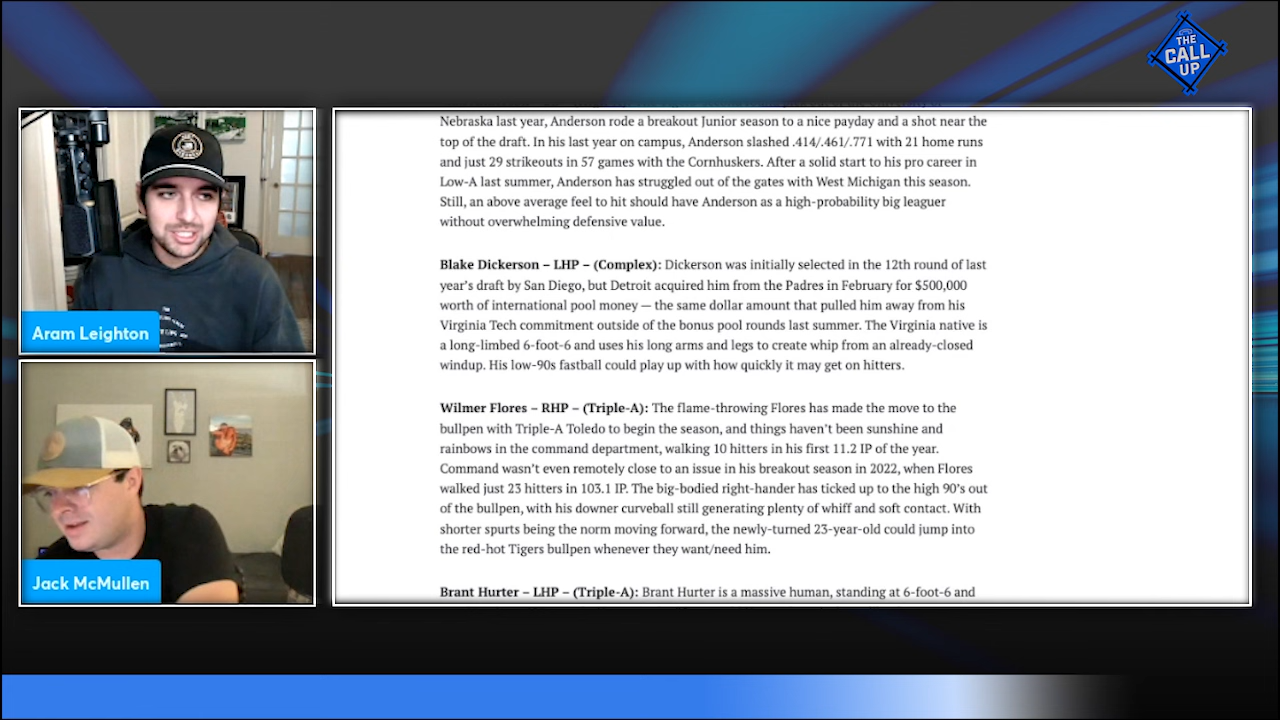 THE
CALL
UP
Aram Leighton
Jack McMullen
Nebraska last year, Anderson rode a breakout Junior season to a nice payday and a shot near the
top of the draft. In his last year on campus, Anderson slashed .414/.461/.771 with 21 home runs
and just 29 strikeouts in 57 games with the Cornhuskers. After a solid start to his pro career in
Low-A last summer, Anderson has struggled out of the gates with West Michigan this season.
Still, an above average feel to hit should have Anderson as a high-probability big leaguer
without overwhelming defensive value.
Blake Dickerson – LHP – (Complex): Dickerson was initially selected in the 12th round of last
year's draft by San Diego, but Detroit acquired him from the Padres in February for $500,000
worth of international pool money — the same dollar amount that pulled him away from his
Virginia Tech commitment outside of the bonus pool rounds last summer. The Virginia native is
a long-limbed 6-foot-6 and uses his long arms and legs to create whip from an already-closed
windup. His low-90s fastball could play up with how quickly it may get on hitters.
Wilmer Flores – RHP – (Triple-A): The flame-throwing Flores has made the move to the
bullpen with Triple-A Toledo to begin the season, and things haven't been sunshine and
rainbows in the command department, walking 10 hitters in his first 11.2 IP of the year.
Command wasn't even remotely close to an issue in his breakout season in 2022, when Flores
walked just 23 hitters in 103.1 IP. The big-bodied right-hander has ticked up to the high 90's out
of the bullpen, with his downer curveball still generating plenty of whiff and soft contact. With
shorter spurts being the norm moving forward, the newly-turned 23-year-old could jump into
the red-hot Tigers bullpen whenever they want/need him.
Brant Hurter – LHP – (Triple-A): Brant Hurter is a massive human, standing at 6-foot-6 and